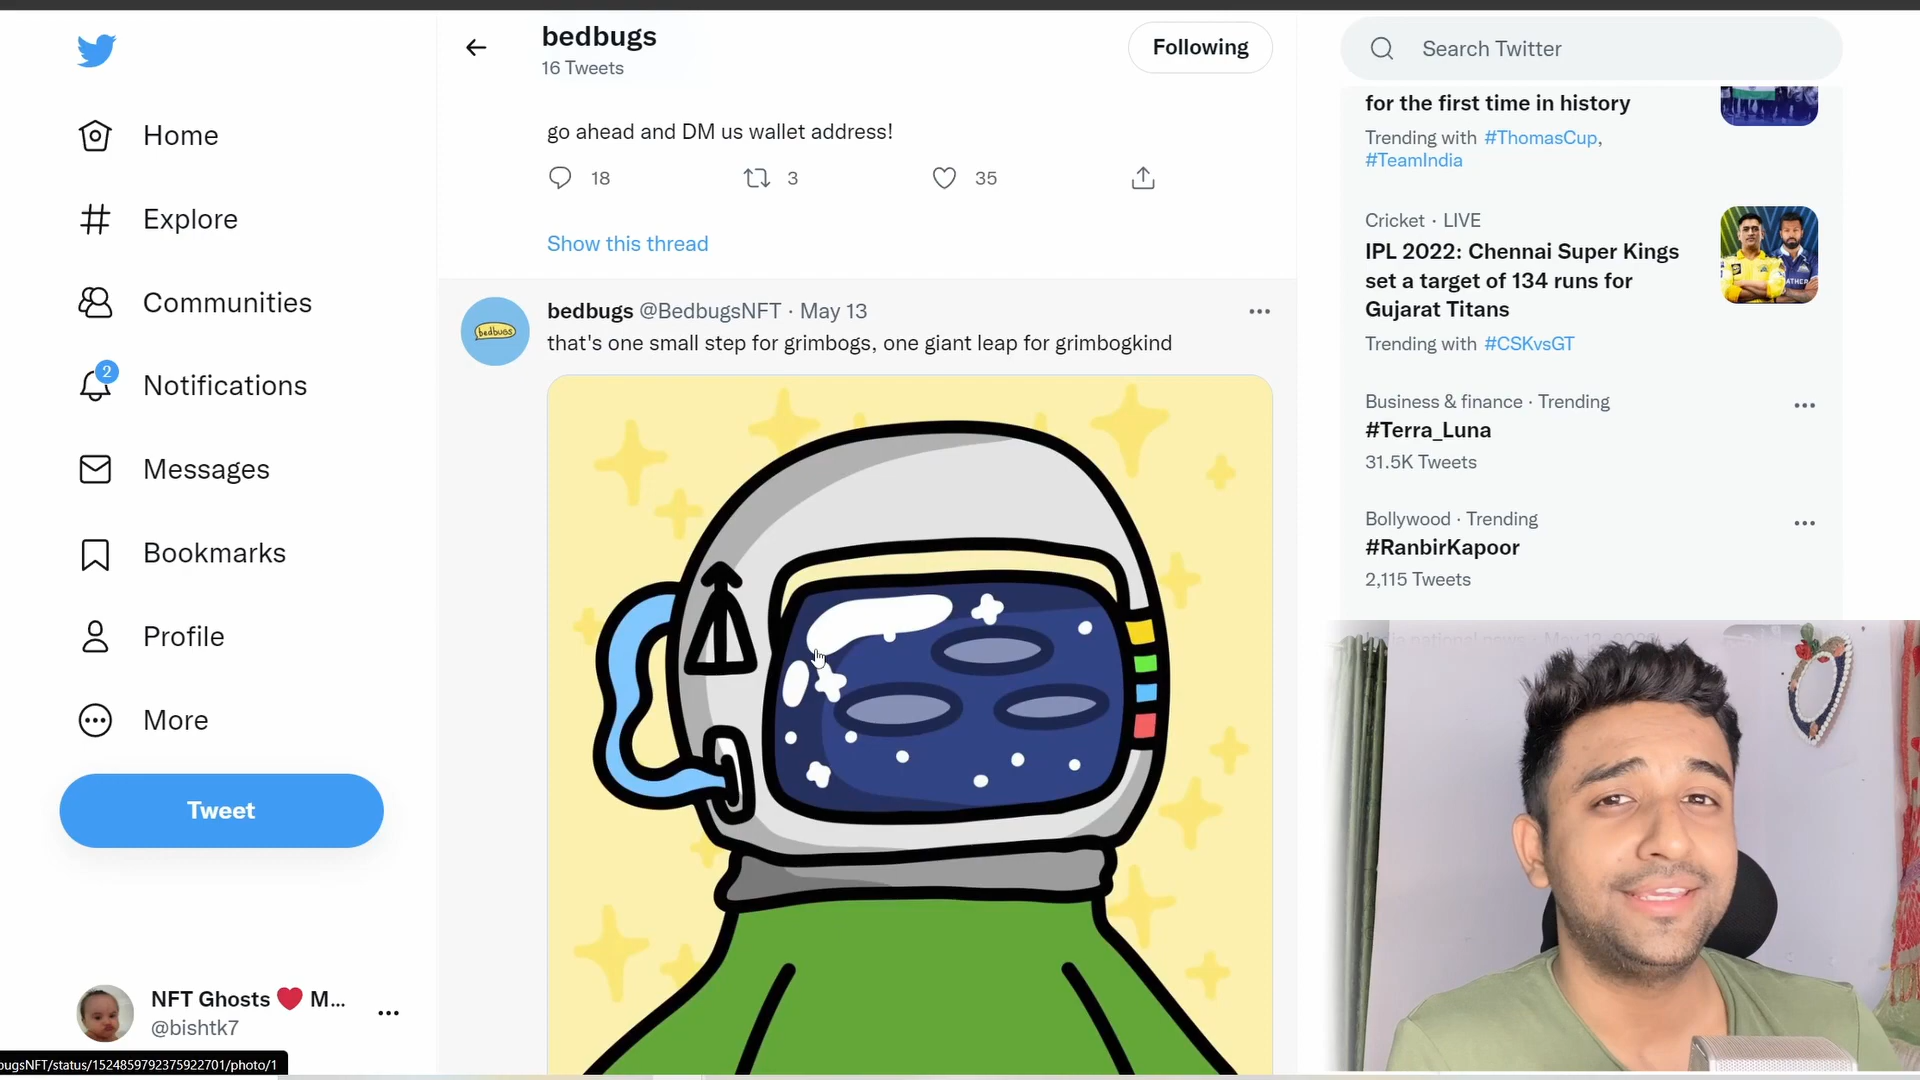 Home
Explore
Communities
2
Notifications
Messages
Bookmarks
Profile
More
Tweet
NFT Ghosts ❤️ M...
@bishtk7
bugsNFT/status/1524859792375922701/photo/1
bedbugs
16 Tweets
Following
go ahead and DM us wallet address!
18
3
35
Show this thread
bedbugs @BedbugsNFT · May 13
bedbugs
that's one small step for grimbogs, one giant leap for grimbogkind
Search Twitter
for the first time in history
Trending with #ThomasCup,
#TeamIndia
Cricket · LIVE
IPL 2022: Chennai Super Kings
set a target of 134 runs for
Gujarat Titans
Trending with #CSKvsGT
Business & finance · Trending
#Terra_Luna
31.5K Tweets
Bollywood · Trending
#RanbirKapoor
2,115 Tweets